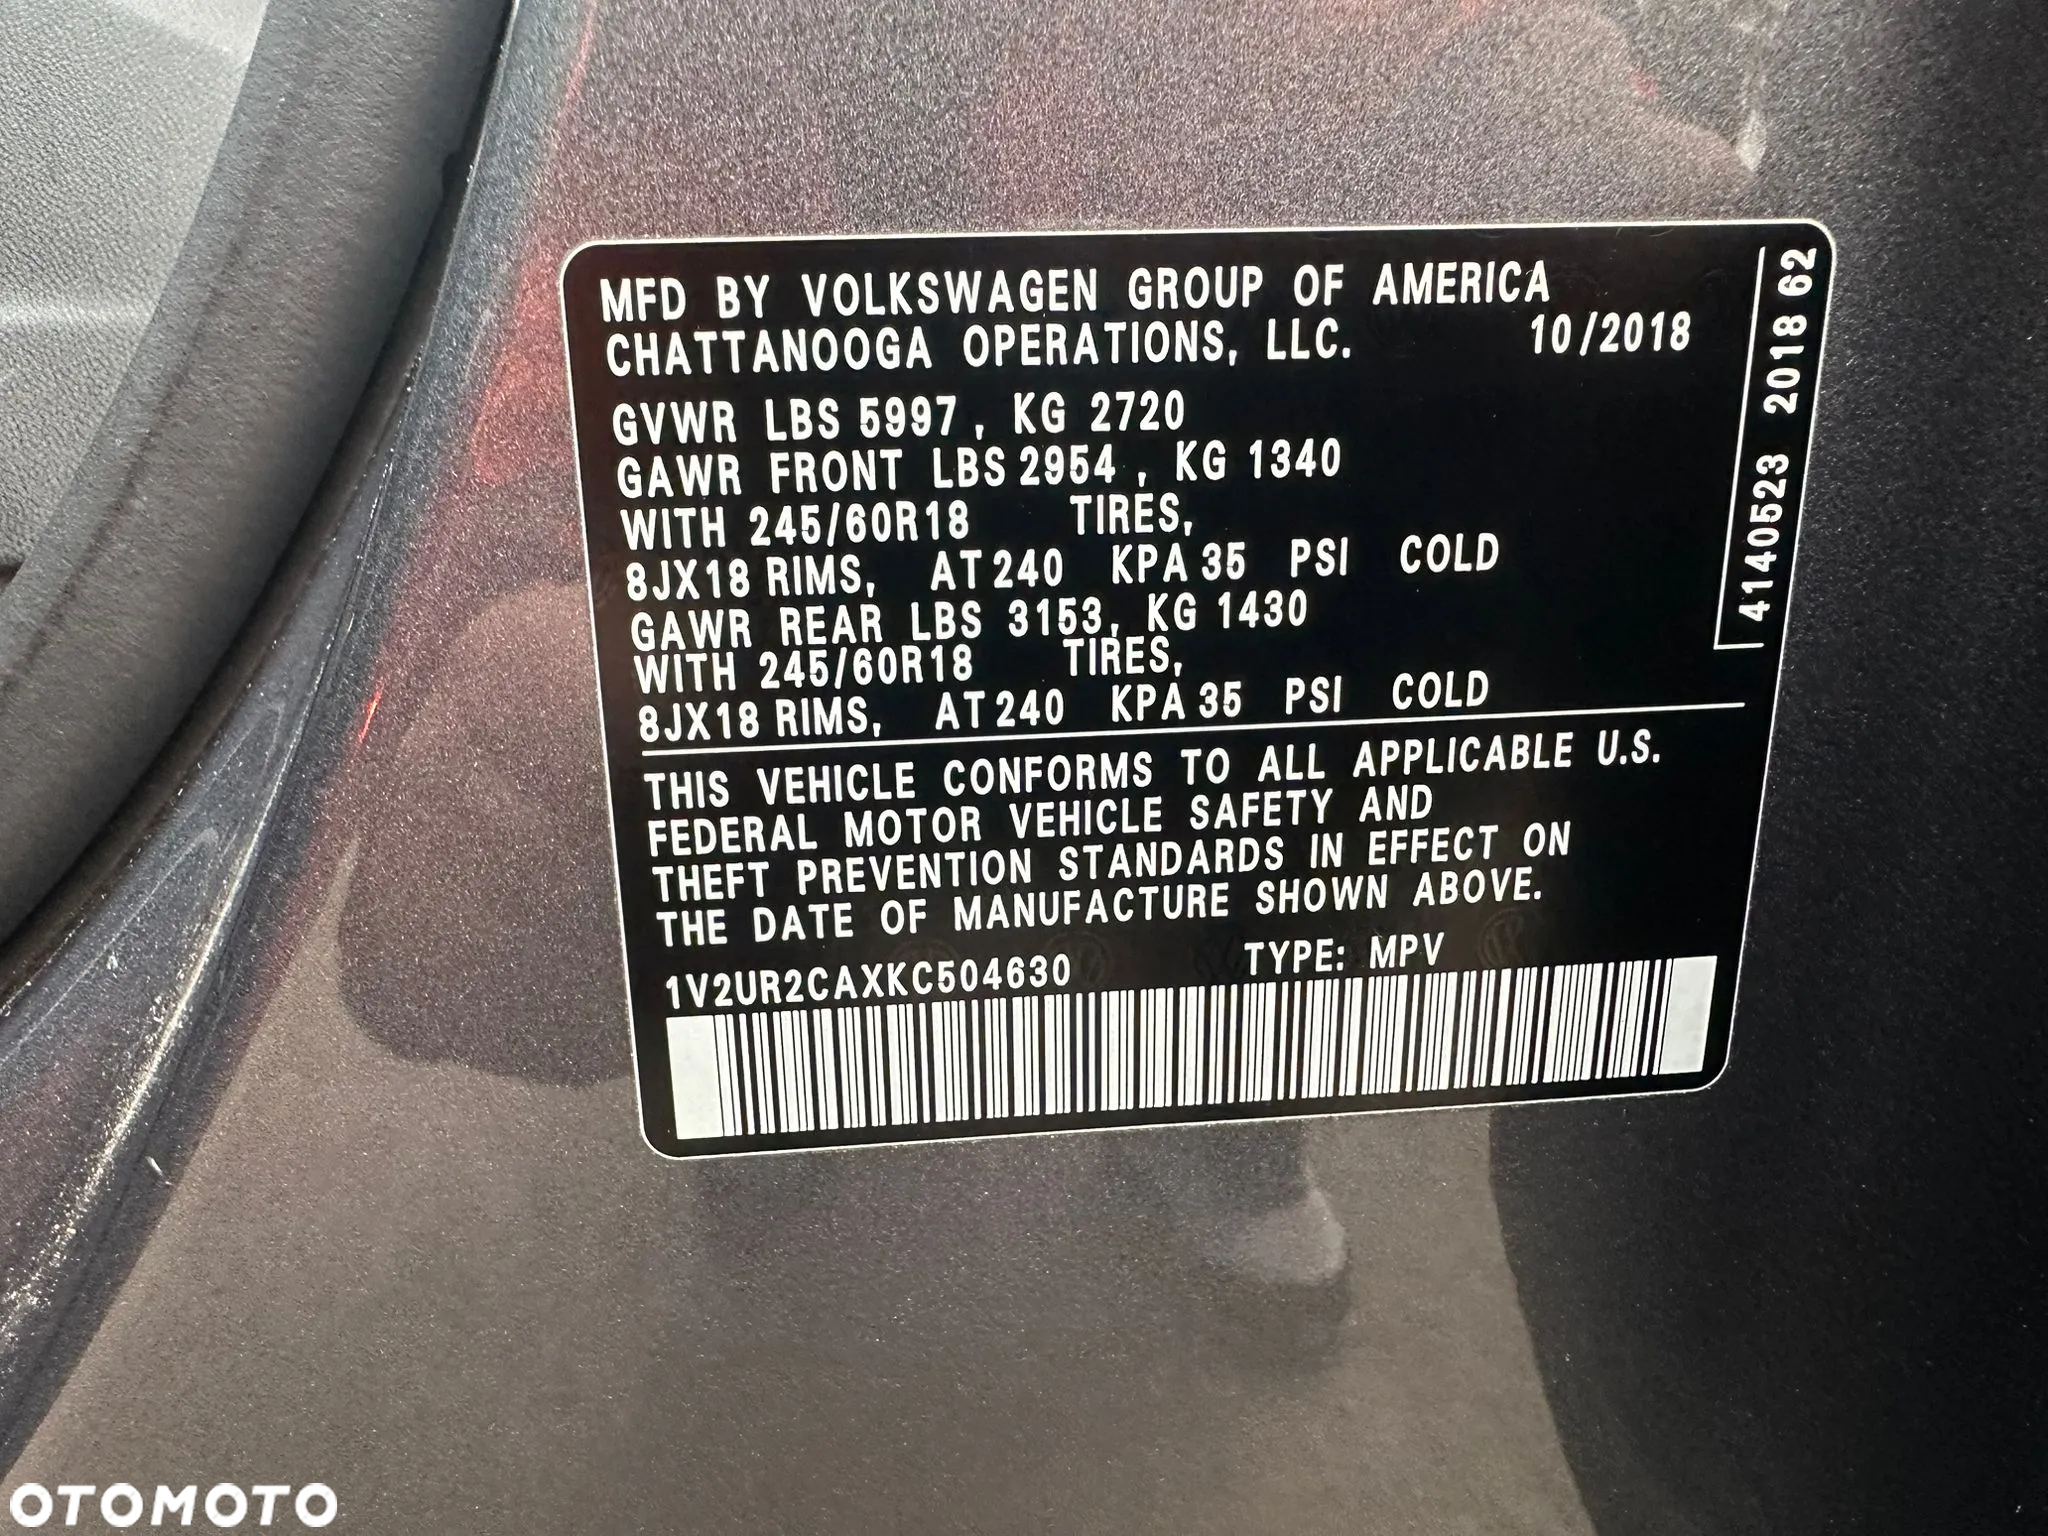 MFD BY VOLKSWAGEN GROUP OF AMERICA
CHATTANOOGA OPERATIONS, LLC. 10/2018
GVWR LBS 5997 , KG 2720
GAWR FRONT LBS 2954 , KG 1340
WITH 245/60R18 TIRES,
8JX18 RIMS, AT 240 KPA 35 PSI COLD
GAWR REAR LBS 3153, KG 1430
WITH 245/60R18 TIRES,
8JX18 RIMS, AT 240 KPA 35 PSI COLD
THIS VEHICLE CONFORMS TO ALL APPLICABLE U.S.
FEDERAL MOTOR VEHICLE SAFETY AND
THEFT PREVENTION STANDARDS IN EFFECT ON
THE DATE OF MANUFACTURE SHOWN ABOVE.
1V2UR2CAXKC504630 TYPE: MPV
4140523 2018 62
OTOMOTO